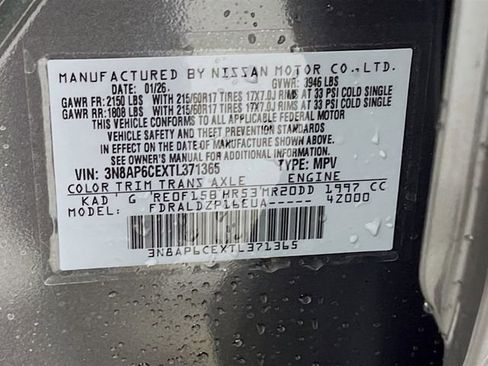 MANUFACTURED BY NISSAN MOTOR CO.,LTD.
DATE: 01/26. GVWR: 3946 LBS
GAWR FR: 2150 LBS WITH 215/60R17 TIRES 17X7.0J RIMS AT 33 PSI COLD SINGLE
GAWR RR: 1808 LBS WITH 215/60R17 TIRES 17X7.0J RIMS AT 33 PSI COLD SINGLE
THIS VEHICLE CONFORMS TO ALL APPLICABLE FEDERAL MOTOR
VEHICLE SAFETY AND THEFT PREVENTION STANDARDS
IN EFFECT ON THE DATE OF MANUFACTURE SHOWN ABOVE.
SEE OWNER'S MANUAL FOR ADDITIONAL INFORMATION
VIN: 3N8AP6CEXTL371365 TYPE: MPV
COLOR TRIM TRANS AXLE ENGINE
KAD G RE0F15B HR53 MR20DD 1997 CC
MODEL: FDRALDZP16EUA----- 4Z000
3N8AP6CEXTL371365